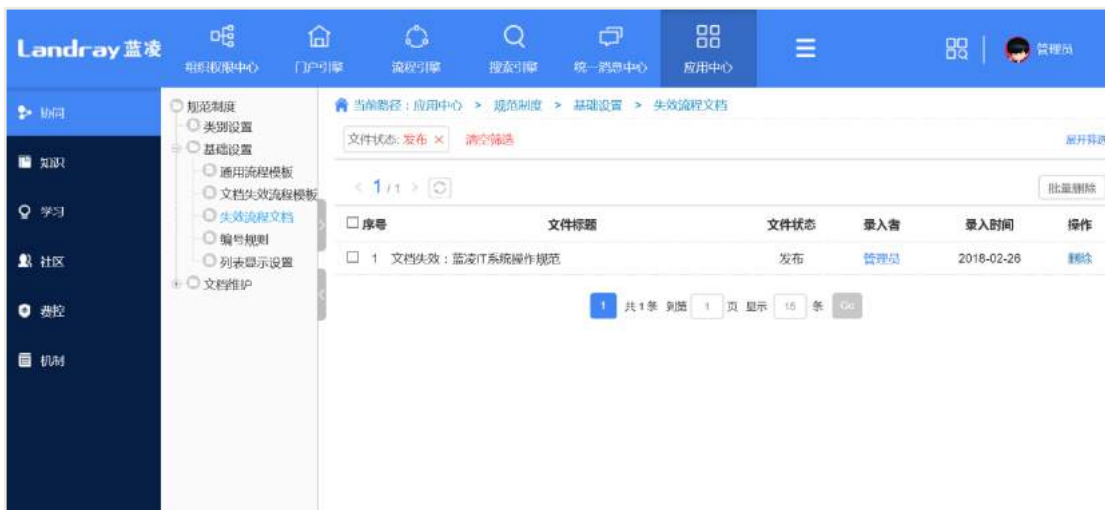 Landray 蓝凌
组织权限中心 门户引擎 流程引擎 搜索引擎 统一消息中心 应用中心 管理员
协同
知识
学习
社区
费控
机制
规范制度
类别设置
基础设置
通用流程模板
文档失效流程模板
失效流程文档
编号规则
列表显示设置
文档维护
当前路径：应用中心 > 规范制度 > 基础设置 > 失效流程文档
文件状态: 发布 × 清空筛选 展开筛选
< 1 / 1 > 批量删除
序号 文件标题 文件状态 录入者 录入时间 操作
1 文档失效：蓝凌IT系统操作规范 发布 管理员 2018-02-26 删除
1 共 1 条 到第 1 页 显示 15 条 Go